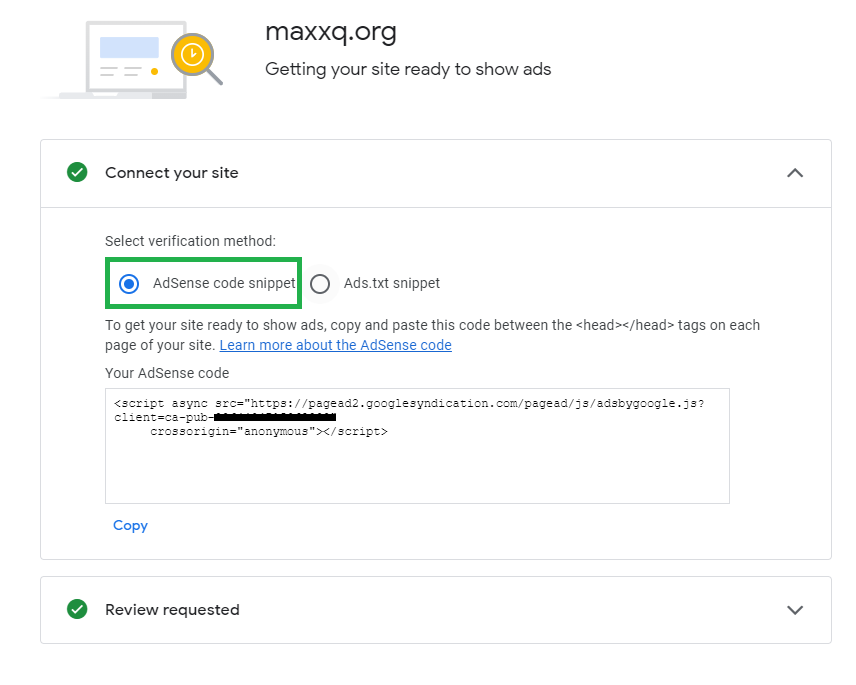 maxxq.org
Getting your site ready to show ads
Connect your site
Select verification method:
AdSense code snippet
Ads.txt snippet
To get your site ready to show ads, copy and paste this code between the <head></head> tags on each
page of your site. Learn more about the AdSense code
Your AdSense code
<script async src="https://pagead2.googlesyndication.com/pagead/js/adsbygoogle.js?
client=ca-pub-
crossorigin="anonymous"></script>
Copy
Review requested